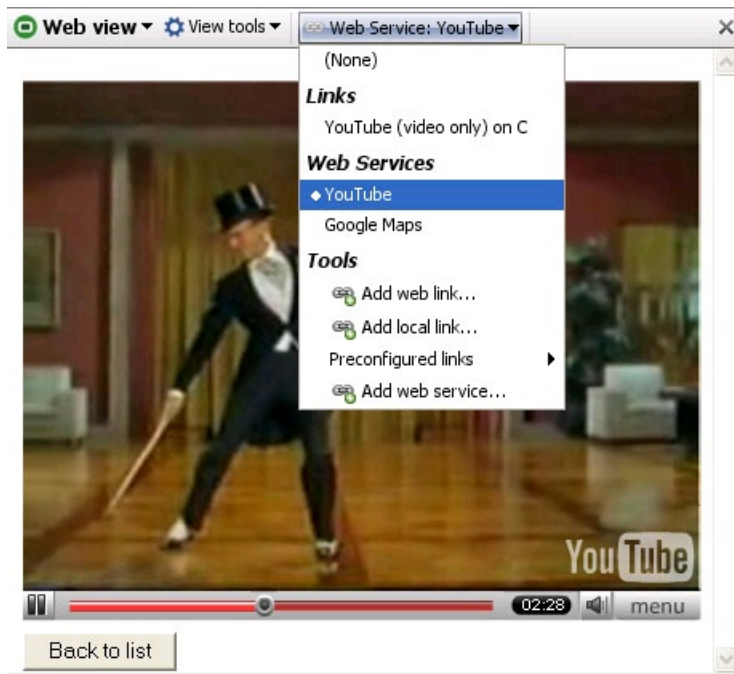 Web view View tools Web Service: YouTube
(None)
Links
YouTube (video only) on C
Web Services
YouTube
Google Maps
Tools
Add web link...
Add local link...
Preconfigured links
Add web service...
YouTube
02:28 menu
Back to list